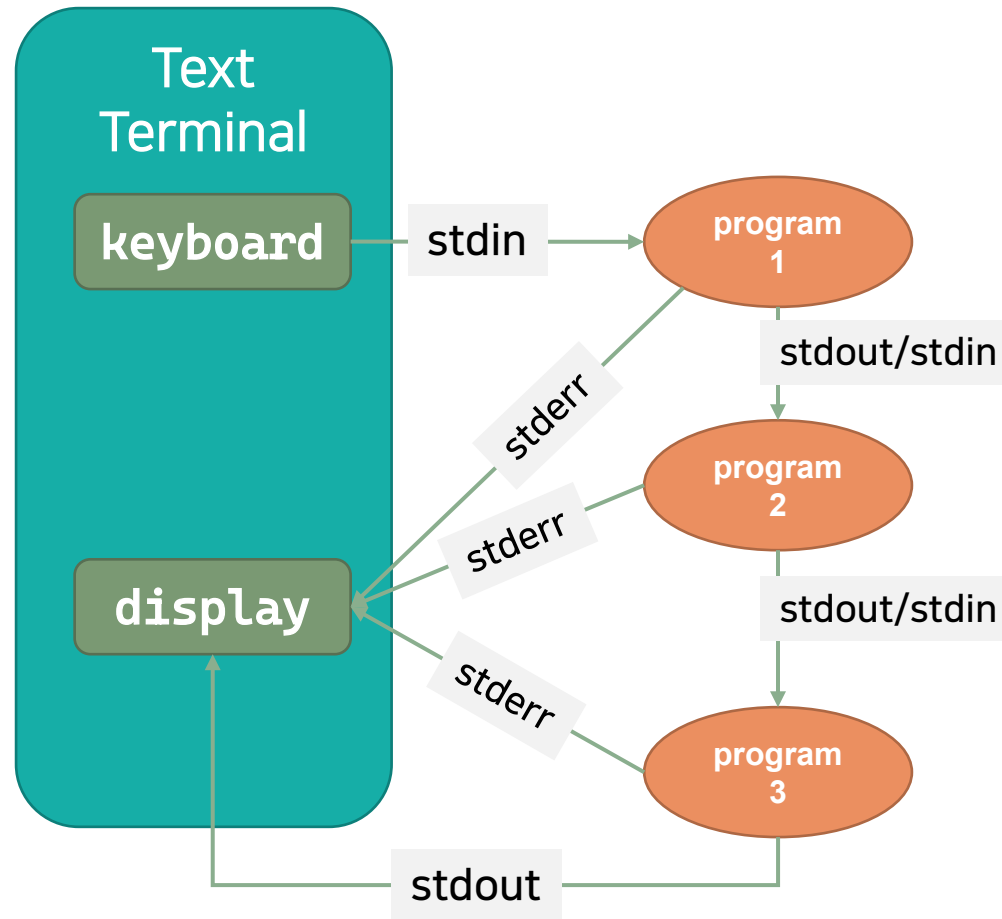 Text
Terminal
keyboard
stdin
program
1
stdout/stdin
stderr
program
2
stderr
display
stdout/stdin
stderr
program
3
stdout